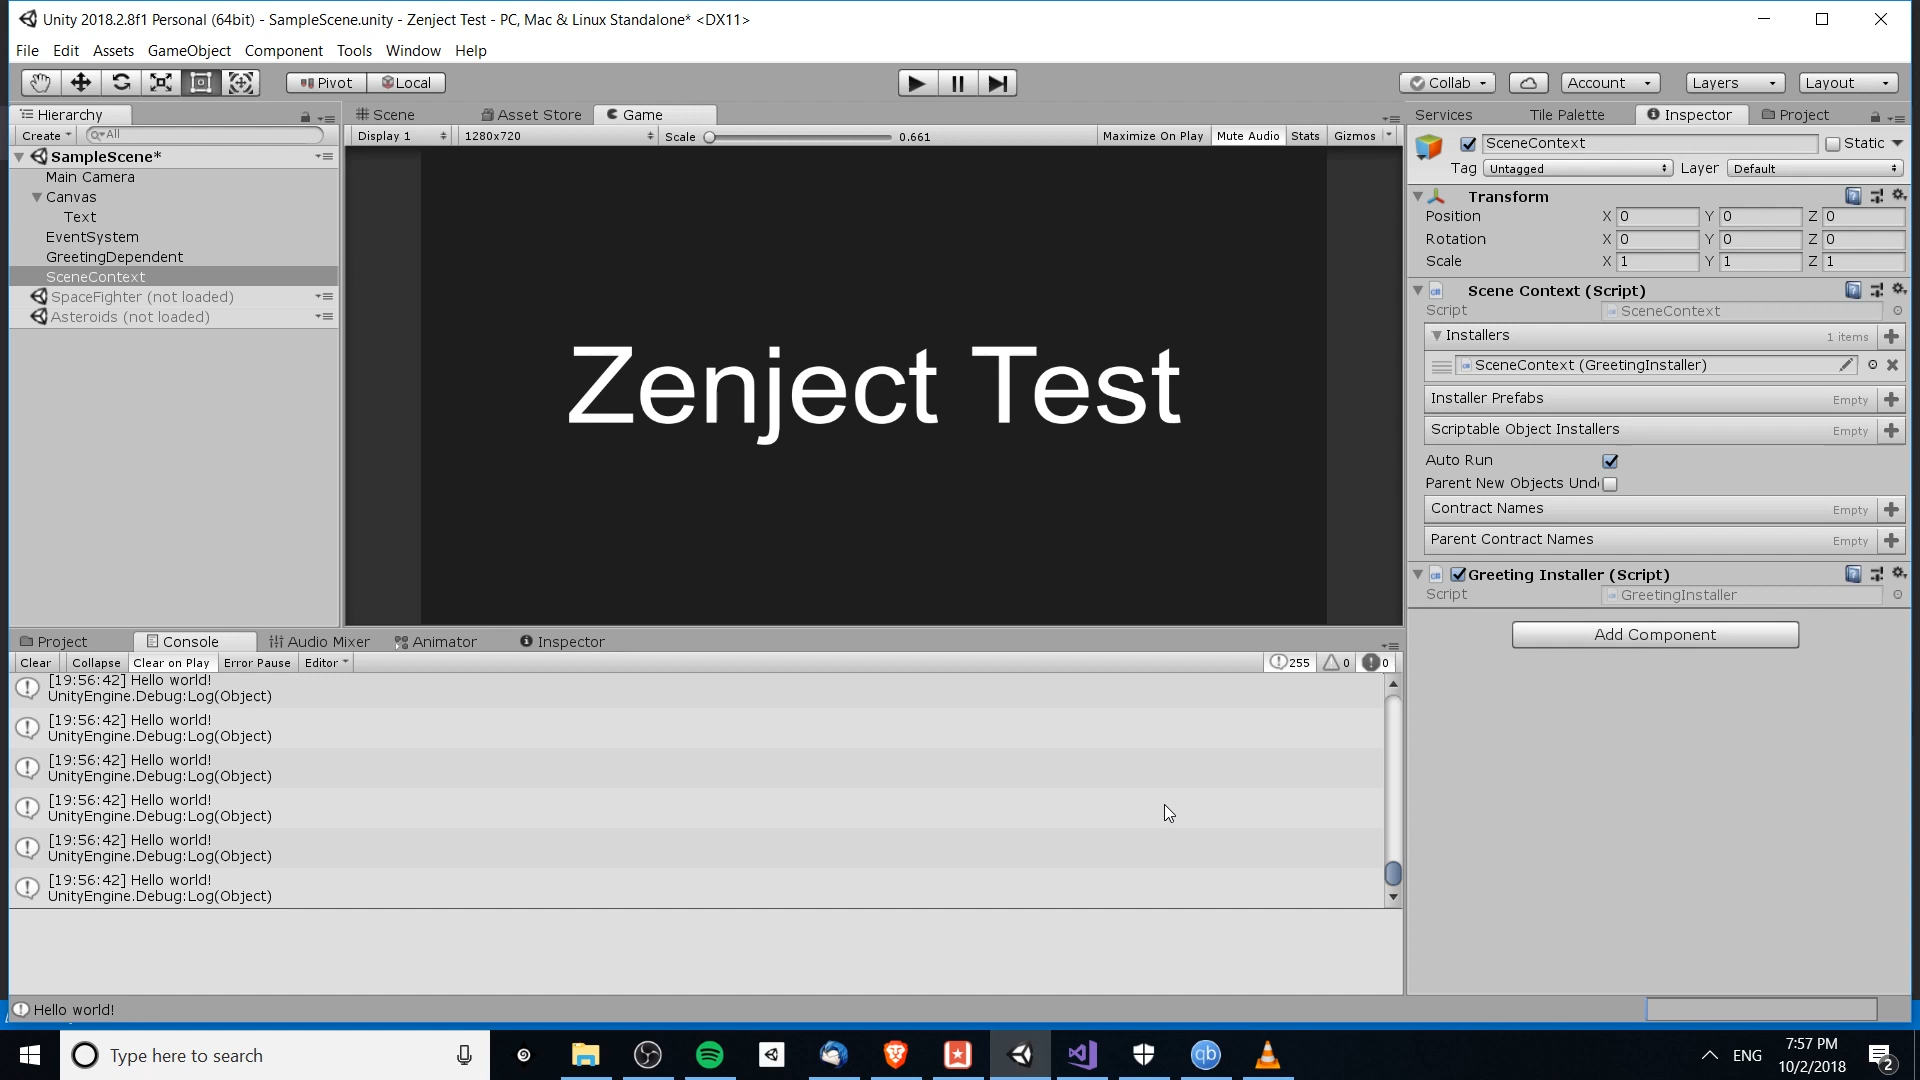 Unity 2018.2.8f1 Personal (64bit) - SampleScene.unity - Zenject Test - PC, Mac & Linux Standalone* <DX11>
File Edit Assets GameObject Component Tools Window Help
Pivot Local Collab Account Layers Layout
Hierarchy
Create All
SampleScene*
Main Camera
Canvas
Text
EventSystem
GreetingDependent
SceneContext
SpaceFighter (not loaded)
Asteroids (not loaded)
Scene Asset Store Game
Display 1 1280x720 Scale 0.661 Maximize On Play Mute Audio Stats Gizmos
Zenject Test
Services Tile Palette Inspector Project
SceneContext Static
Tag Untagged Layer Default
Transform
Position X 0 Y 0 Z 0
Rotation X 0 Y 0 Z 0
Scale X 1 Y 1 Z 1
Scene Context (Script)
Script SceneContext
Installers 1 items
SceneContext (GreetingInstaller)
Installer Prefabs Empty
Scriptable Object Installers Empty
Auto Run
Parent New Objects Und
Contract Names Empty
Parent Contract Names Empty
Greeting Installer (Script)
Script GreetingInstaller
Add Component
Project Console Audio Mixer Animator Inspector
Clear Collapse Clear on Play Error Pause Editor 255 0 0
[19:56:42] Hello world!
UnityEngine.Debug:Log(Object)
[19:56:42] Hello world!
UnityEngine.Debug:Log(Object)
[19:56:42] Hello world!
UnityEngine.Debug:Log(Object)
[19:56:42] Hello world!
UnityEngine.Debug:Log(Object)
[19:56:42] Hello world!
UnityEngine.Debug:Log(Object)
[19:56:42] Hello world!
UnityEngine.Debug:Log(Object)
Hello world!
Type here to search
qb
ENG
7:57 PM
10/2/2018
2